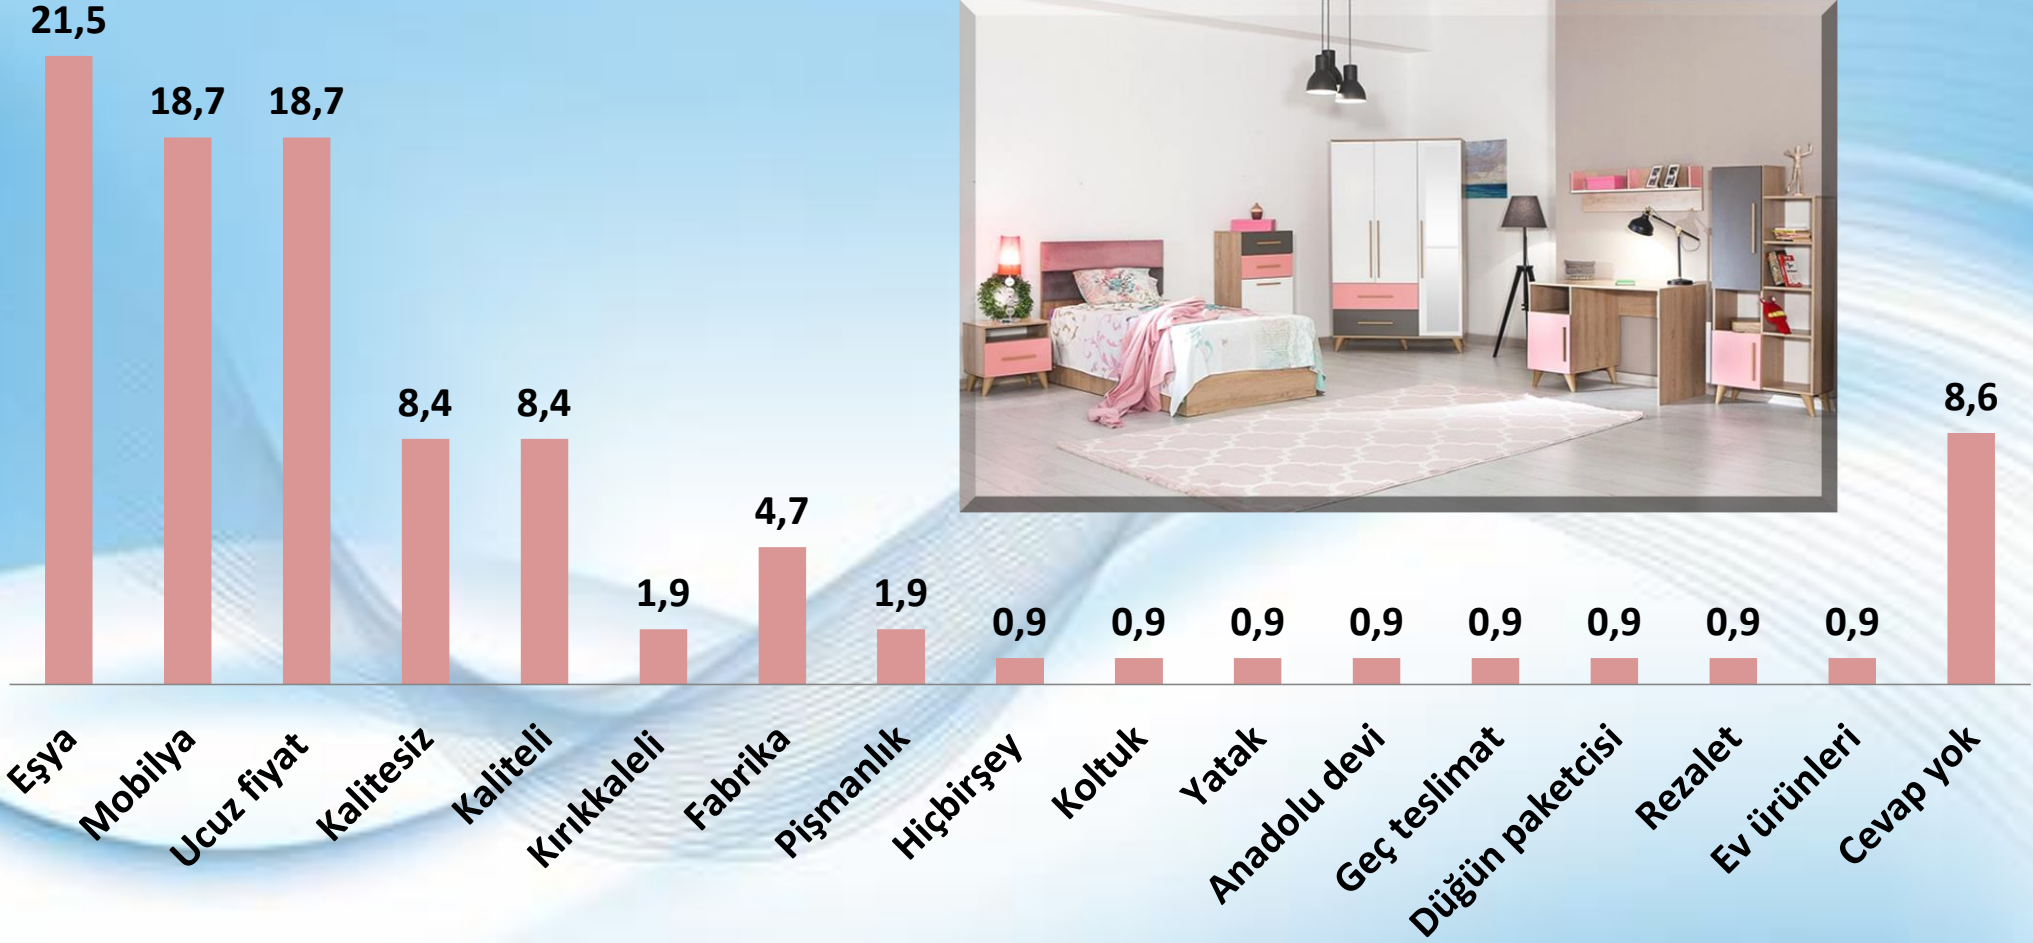 21,5
18,7
18,7
8,4
8,4
1,9
4,7
1,9
0,9
0,9
0,9
0,9
0,9
0,9
0,9
0,9
8,6
Eşya
Mobilya
Ucuz fiyat
Kalitesiz
Kaliteli
Kırıkkaleli
Fabrika
Pişmanlık
Hiçbirşey
Koltuk
Yatak
Anadolu devi
Geç teslimat
Düğün paketcisi
Rezalet
Ev ürünleri
Cevap yok